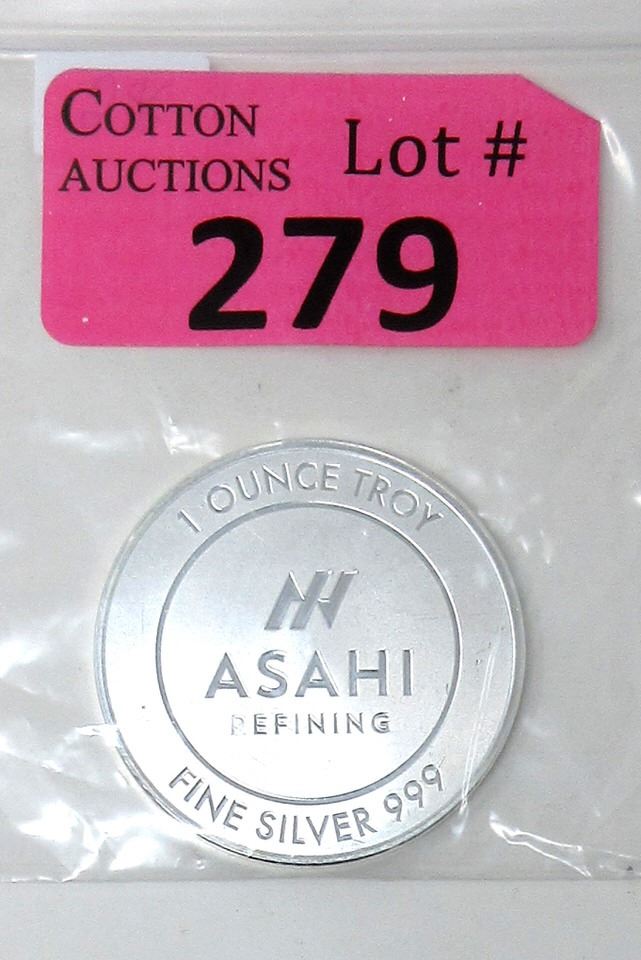 COTTON
AUCTIONS
Lot #
279
1 OUNCE TROY
ASAHI
REFINING
FINE SILVER 999